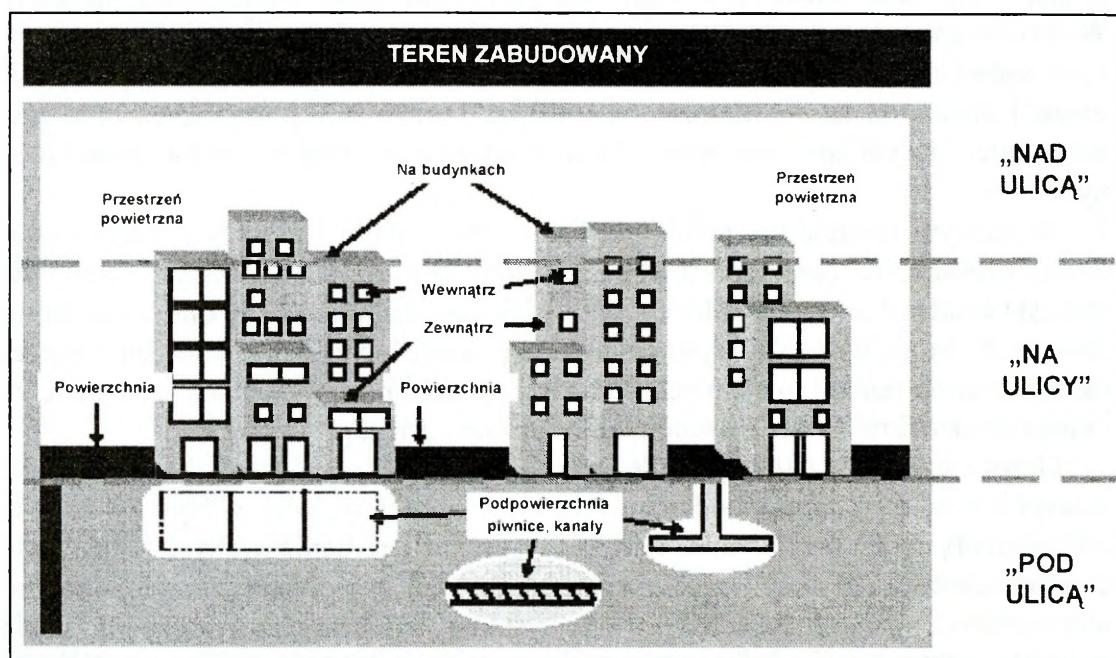 TEREN ZABUDOWANY
Na budynkach
Przestrzeń
powietrzna
Przestrzeń
powietrzna
„NAD
ULICĄ”
Wewnątrz
Zewnątrz
Powierzchnia
Powierzchnia
„NA
ULICY”
Podpowierzchnia
piwnice, kanały
„POD
ULICĄ”